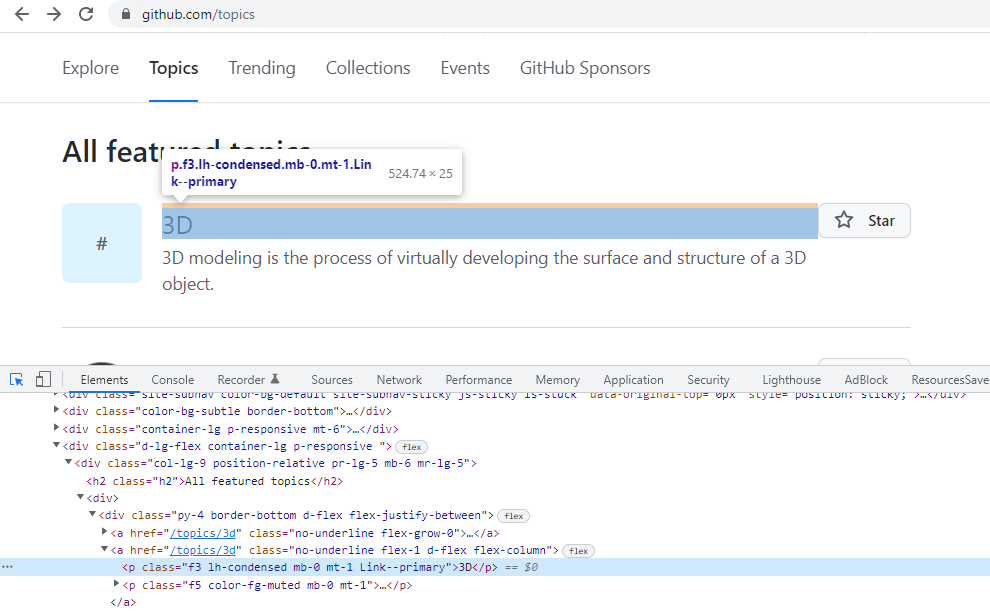 github.com/topics
Explore Topics Trending Collections Events GitHub Sponsors
All featured topics
p.f3.lh-condensed.mb-0.mt-1.Lin
k--primary
524.74 × 25
#
3D
Star
3D modeling is the process of virtually developing the surface and structure of a 3D
object.
Elements Console Recorder Sources Network Performance Memory Application Security Lighthouse AdBlock ResourcesSave
<div class="site-subnav color-bg-default site-subnav-sticky js-sticky is-stuck" data-original-top="0px" style="position: sticky;">…</div>
<div class="color-bg-subtle border-bottom">…</div>
<div class="container-lg p-responsive mt-6">…</div>
<div class="d-lg-flex container-lg p-responsive "> flex
<div class="col-lg-9 position-relative pr-lg-5 mb-6 mr-lg-5">
<h2 class="h2">All featured topics</h2>
<div>
<div class="py-4 border-bottom d-flex flex-justify-between"> flex
<a href="/topics/3d" class="no-underline flex-grow-0">…</a>
<a href="/topics/3d" class="no-underline flex-1 d-flex flex-column"> flex
<p class="f3 lh-condensed mb-0 mt-1 Link--primary">3D</p> == $0
<p class="f5 color-fg-muted mb-0 mt-1">…</p>
</a>